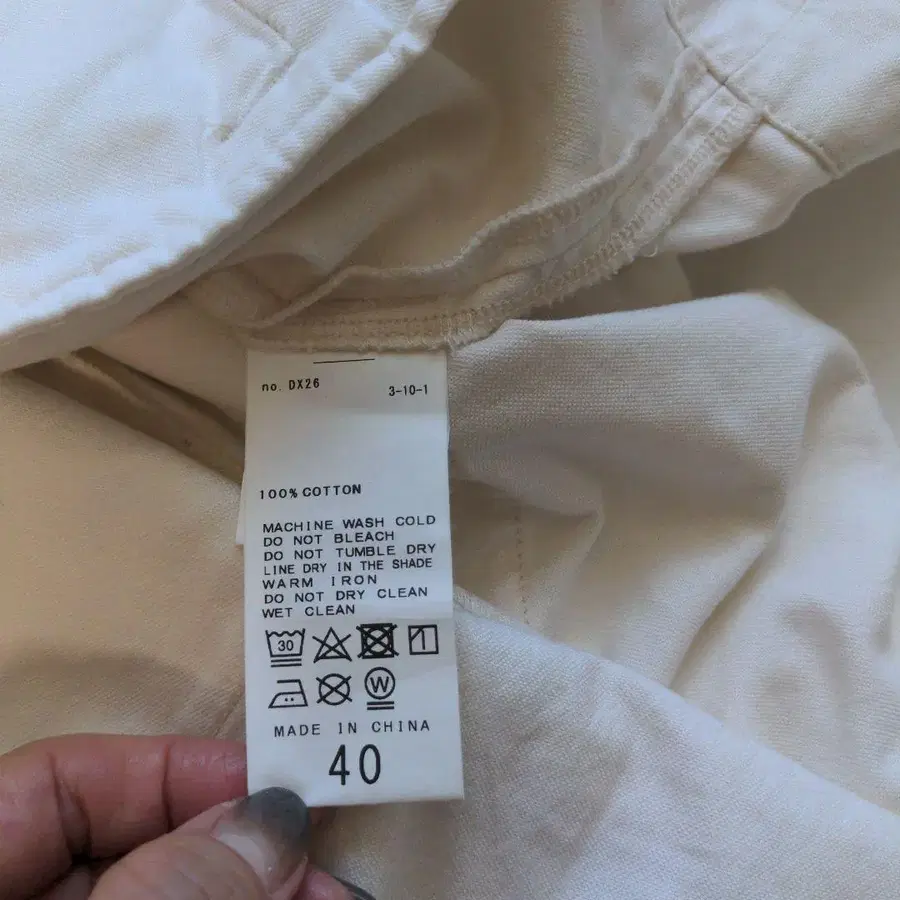 no. DX26 3-10-1
100% COTTON
MACHINE WASH COLD
DO NOT BLEACH
DO NOT TUMBLE DRY
LINE DRY IN THE SHADE
WARM IRON
DO NOT DRY CLEAN
WET CLEAN
30
W
MADE IN CHINA
40